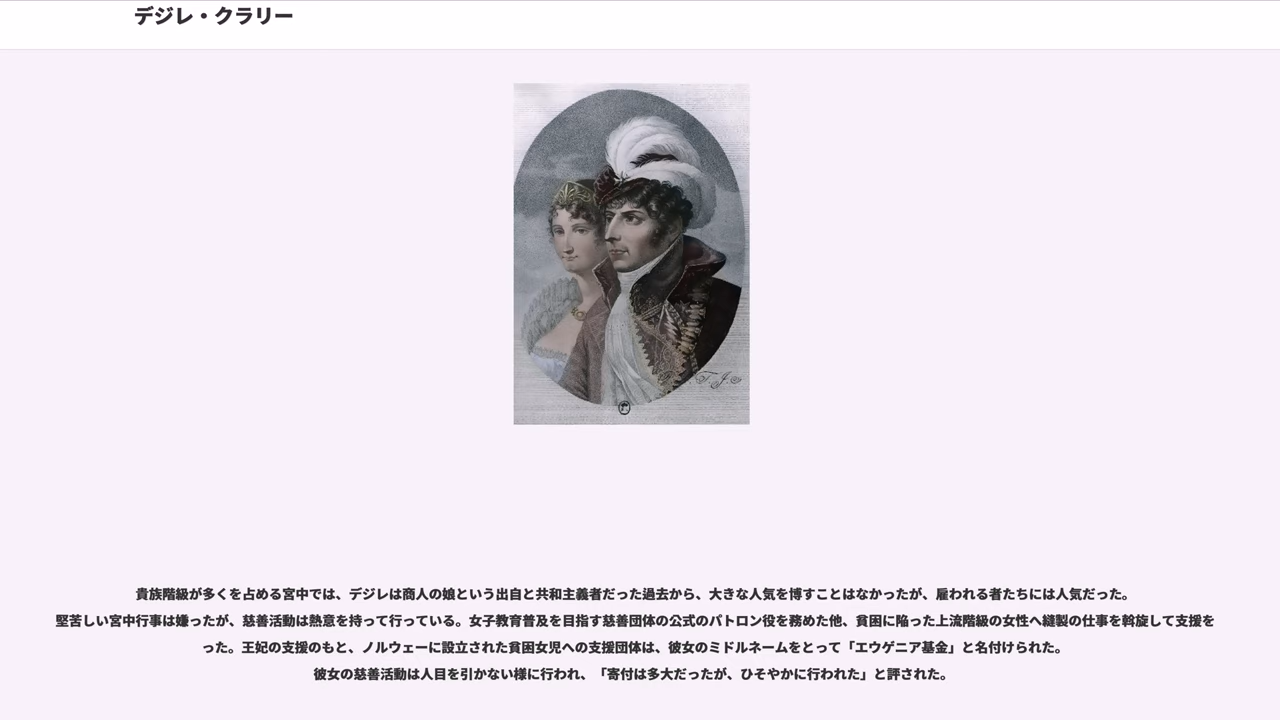 デジレ・クラリー
貴族階級が多くを占める宮中では、デジレは商人の娘という出自と共和主義者だった過去から、大きな人気を博すことはなかったが、雇われる者たちには人気だった。
堅苦しい宮中行事は嫌ったが、慈善活動は熱意を持って行っている。女子教育普及を目指す慈善団体の公式のパトロン役を務めた他、貧困に陥った上流階級の女性へ縫製の仕事を斡旋して支援を
った。王妃の支援のもと、ノルウェーに設立された貧困女児への支援団体は、彼女のミドルネームをとって「エウゲニア基金」と名付けられた。
彼女の慈善活動は人目を引かない様に行われ、「寄付は多大だったが、ひそやかに行われた」と評された。